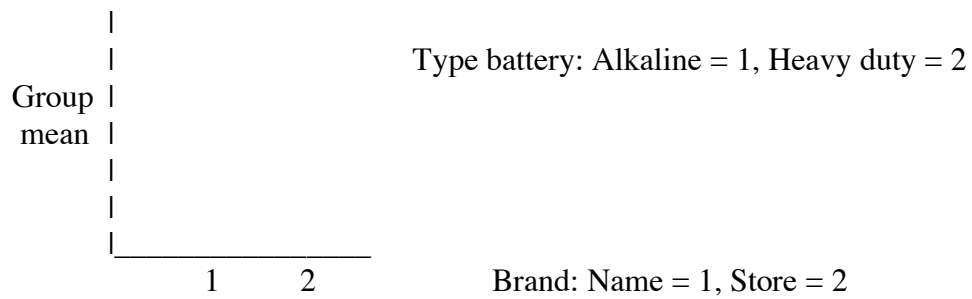 Type battery: Alkaline = 1, Heavy duty = 2
Group
mean
1 2 Brand: Name = 1, Store = 2